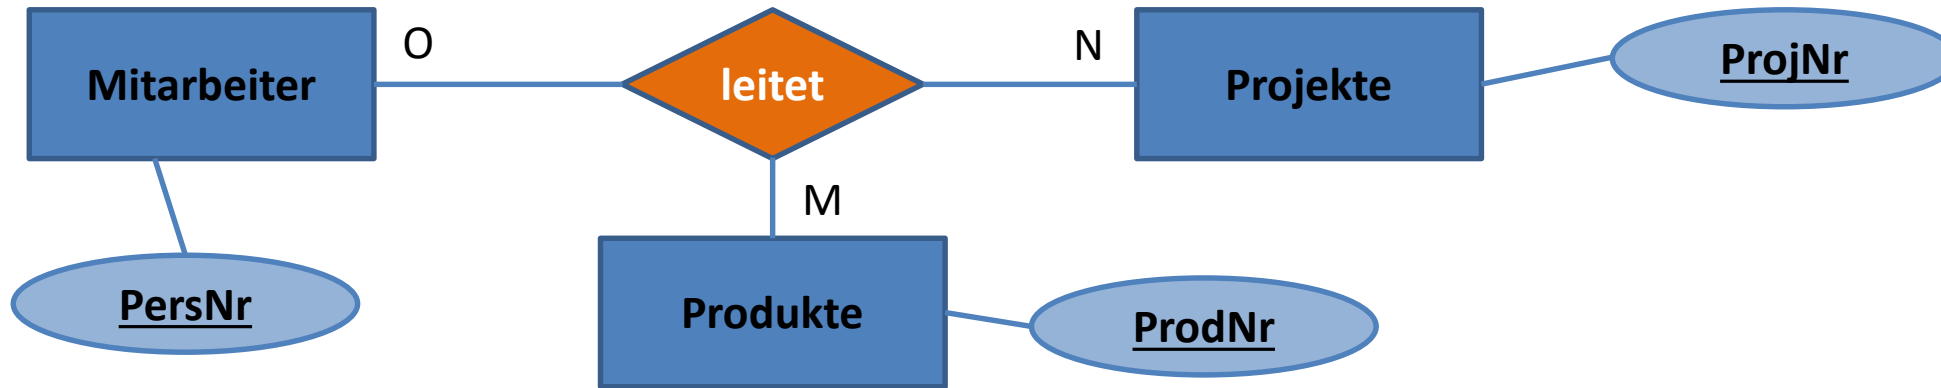 Mitarbeiter
O
leitet
N
Projekte
ProjNr
M
PersNr
Produkte
ProdNr